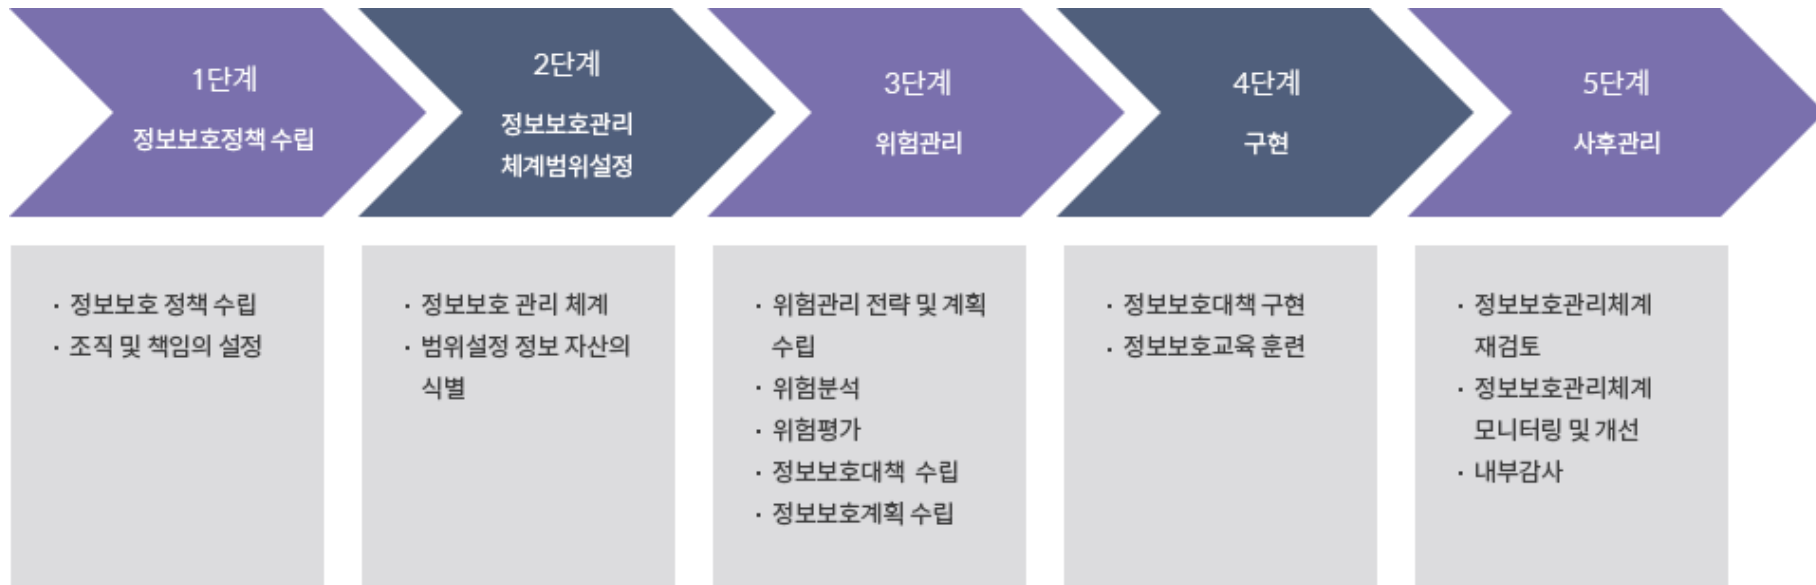 1단계
정보보호정책 수립
2단계
정보보호관리
체계범위설정
3단계
위험관리
4단계
구현
5단계
사후관리
· 정보보호 정책 수립
· 조직 및 책임의 설정
· 정보보호 관리 체계
· 범위설정 정보 자산의
식별
· 위험관리 전략 및 계획
수립
· 위험분석
· 위험평가
· 정보보호대책 수립
· 정보보호계획 수립
· 정보보호대책 구현
· 정보보호교육 훈련
· 정보보호관리체계
재검토
· 정보보호관리체계
모니터링 및 개선
· 내부감사